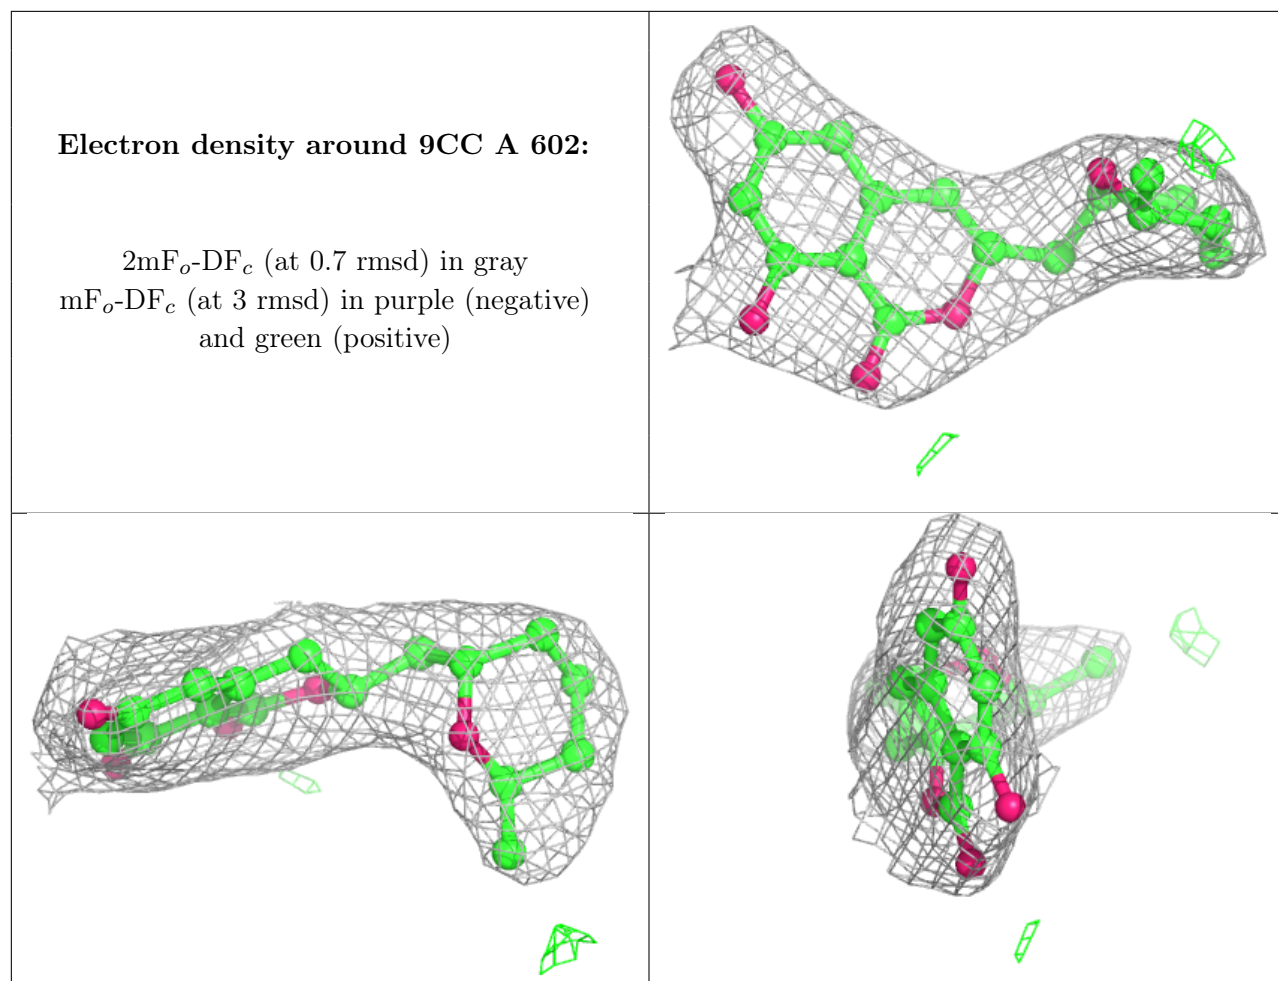 Electron density around 9CC A 602:
2mFo-DFc (at 0.7 rmsd) in gray
mFo-DFc (at 3 rmsd) in purple (negative)
and green (positive)